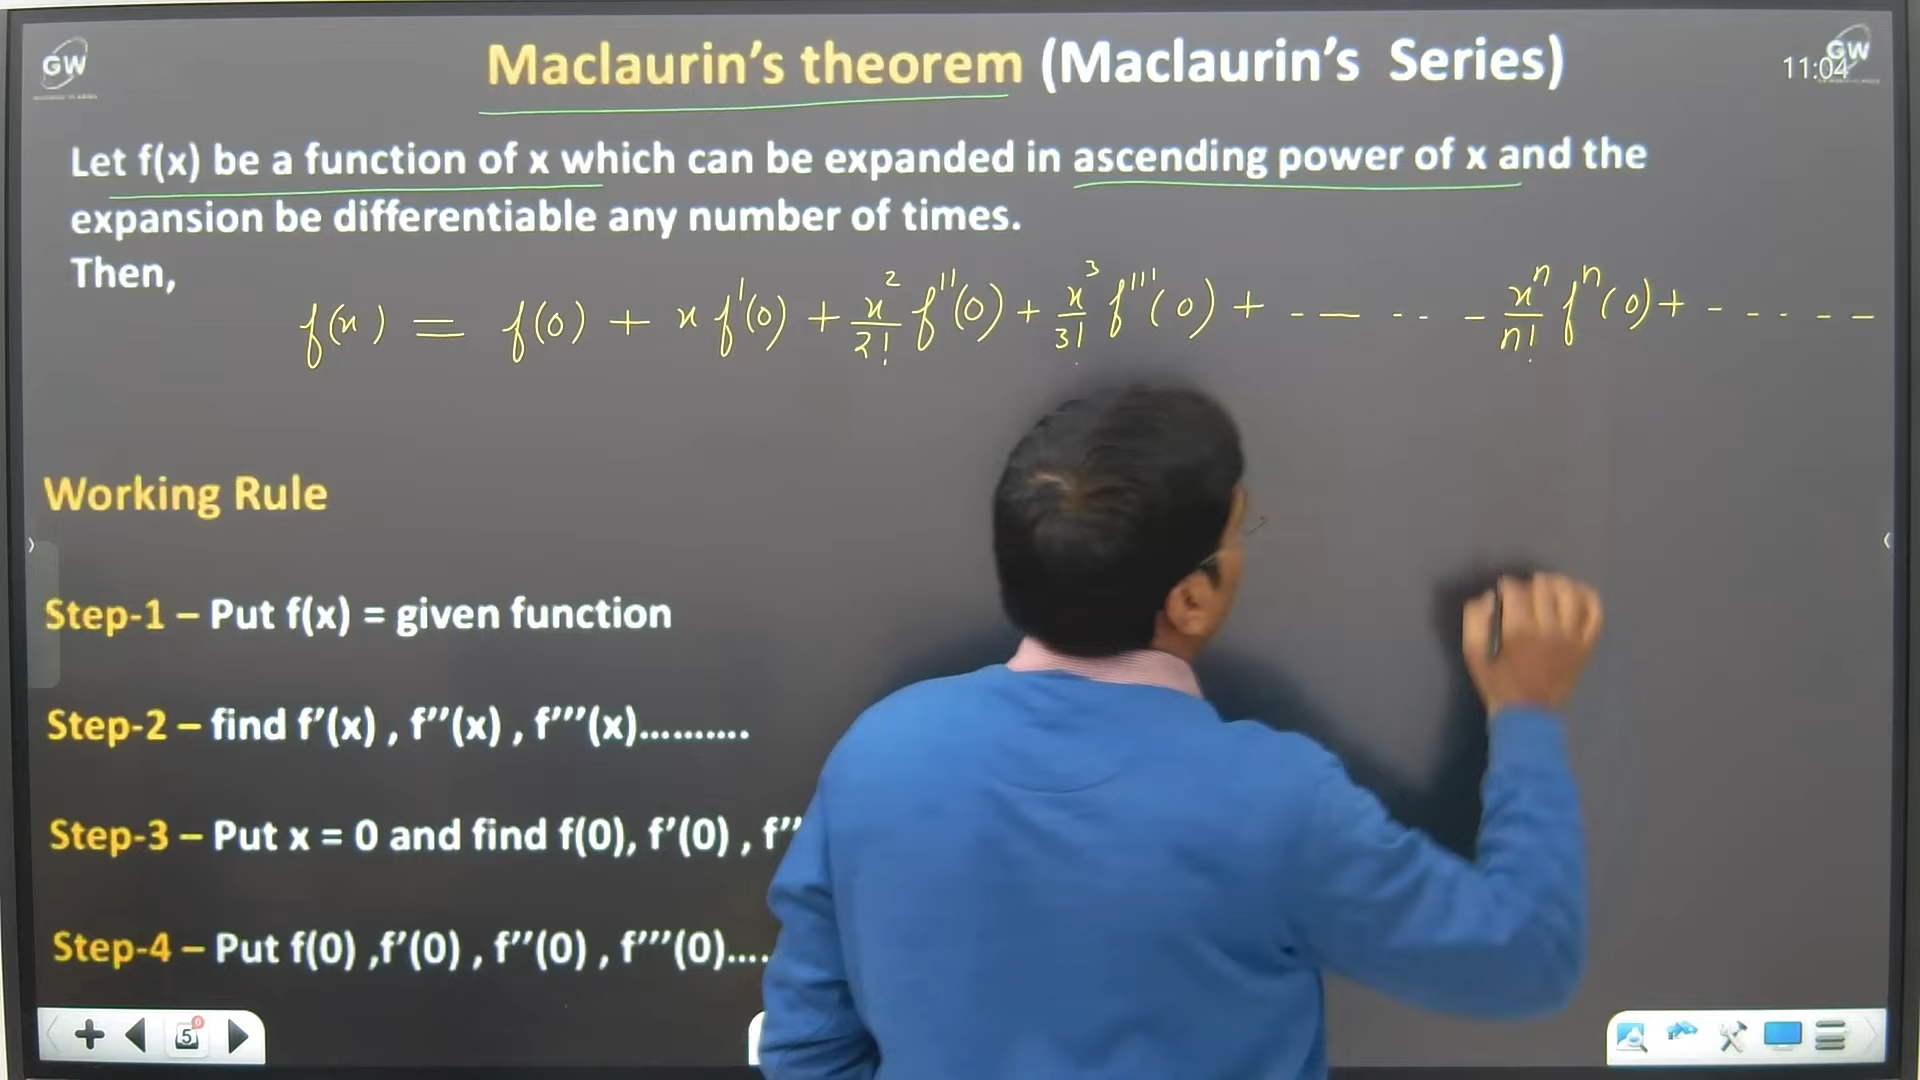 GW
Maclaurin's theorem (Maclaurin's Series)
11:04
GW
Let f(x) be a function of x which can be expanded in ascending power of x and the
expansion be differentiable any number of times.
Then,
f(x) = f(0) + x f'(0) + x²/2! f''(0) + x³/3! f'''(0) + - — - - - xⁿ/n! fⁿ(0) + - - - - -
Working Rule
Step-1 – Put f(x) = given function
Step-2 – find f′(x) , f′′(x) , f′′′(x)..........
Step-3 – Put x = 0 and find f(0), f′(0) , f′′
Step-4 – Put f(0) ,f′(0) , f′′(0) , f′′′(0)....
5
0